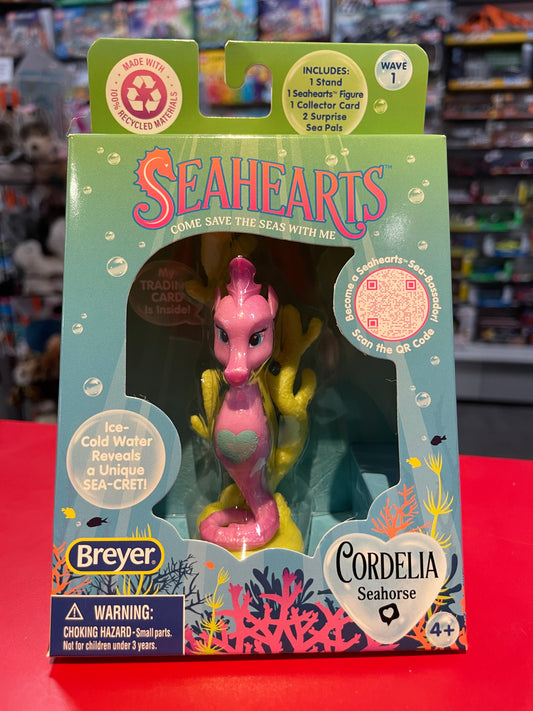 MADE WITH
100% RECYCLED MATERIALS
INCLUDES:
1 Stand
1 Seahearts™ Figure
1 Collector Card
2 Surprise
Sea Pals
WAVE
1
SEAHEARTS™
COME SAVE THE SEAS WITH ME
My
TRADING
CARD
Is Inside!
Become a Seahearts™ Sea-Bassador!
Scan the QR Code
Ice-
Cold Water
Reveals
a Unique
SEA-CRET!
Breyer®
CORDELIA
Seahorse
WARNING:
CHOKING HAZARD - Small parts.
Not for children under 3 years.
4+